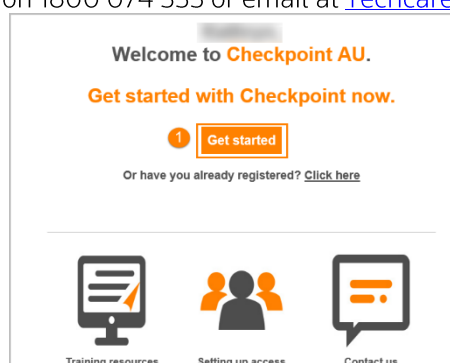 on 1800 074 333 or email at Techcare
Welcome to Checkpoint AU.
Get started with Checkpoint now.
1 Get started
Or have you already registered? Click here
Training resources Setting up access Contact us